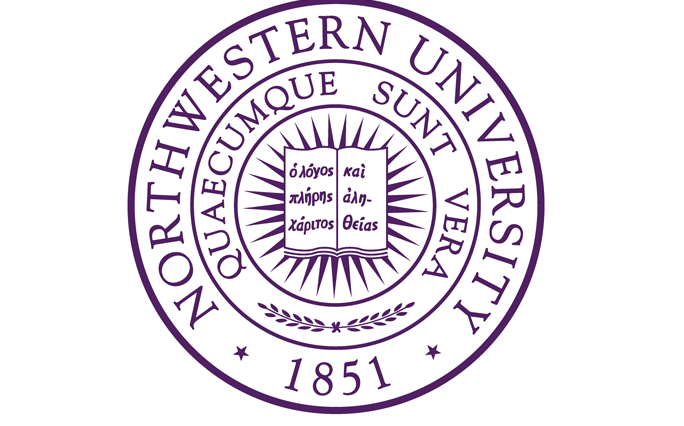 NORTHWESTERN UNIVERSITY
QUAECUMQUE SUNT VERA
ὁ λόγος
πλήρης
χάριτος
καὶ
ἀλη-
θείας
1851